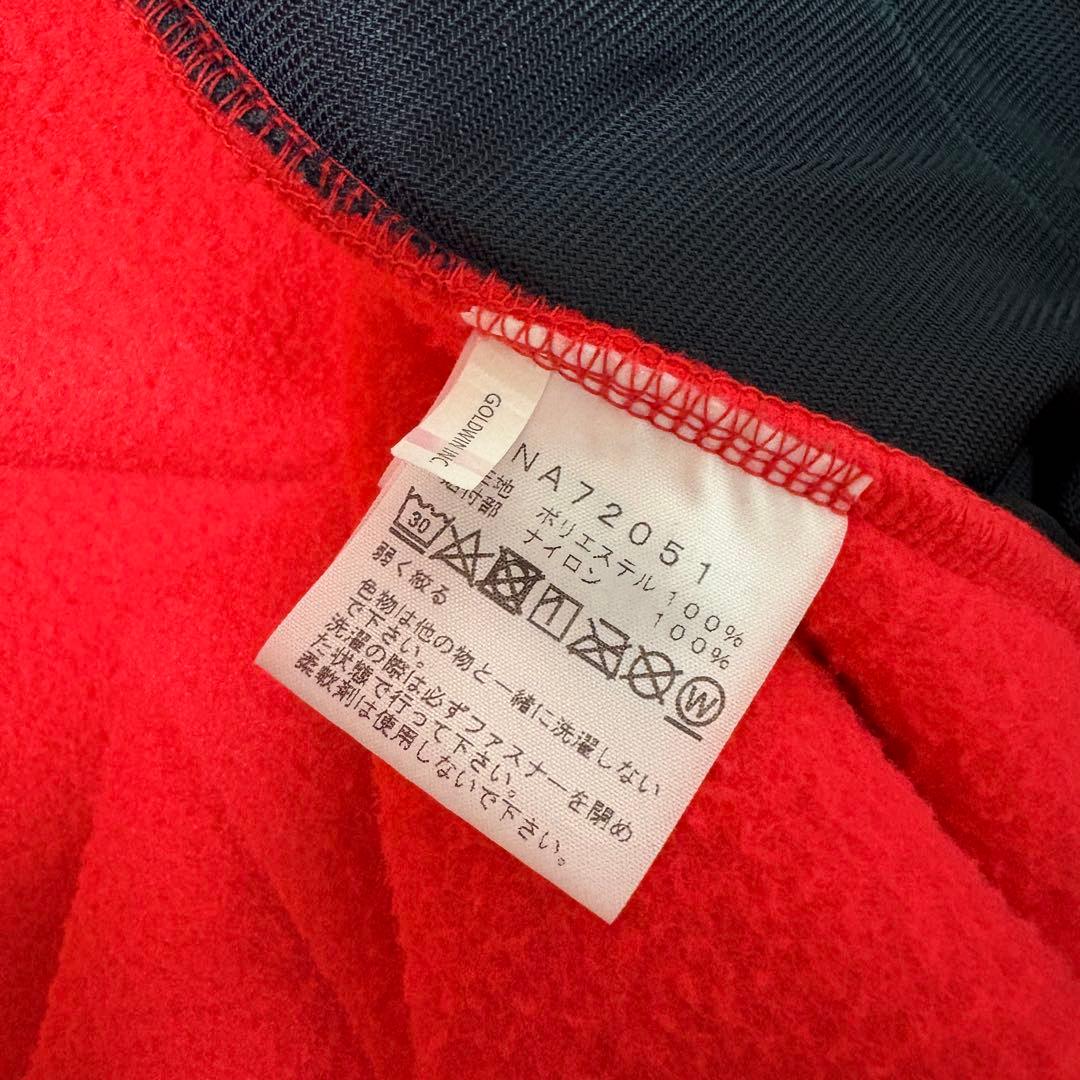 GOLDWIN INC
NA72051
地 ポリエステル 100%
付部 ナイロン 100%
30
W
弱く絞る
色物は他の物と一緒に洗濯しない
で下さい。
洗濯の際は必ずファスナーを閉め
た状態で行って下さい。
柔軟剤は使用しないで下さい。